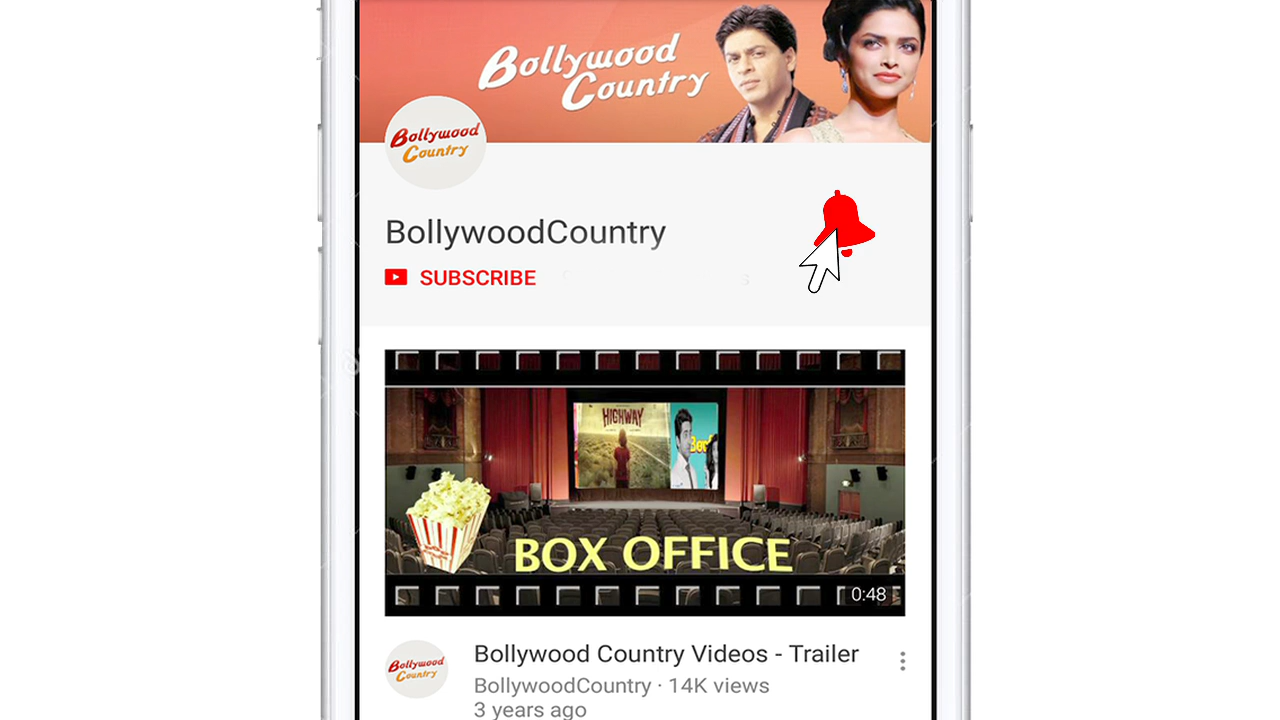 Bollywood
Country
Bollywood
Country
BollywoodCountry
SUBSCRIBE
HIGHWAY
BOX OFFICE
0:48
Bollywood
Country
Bollywood Country Videos - Trailer
BollywoodCountry · 14K views
3 years ago